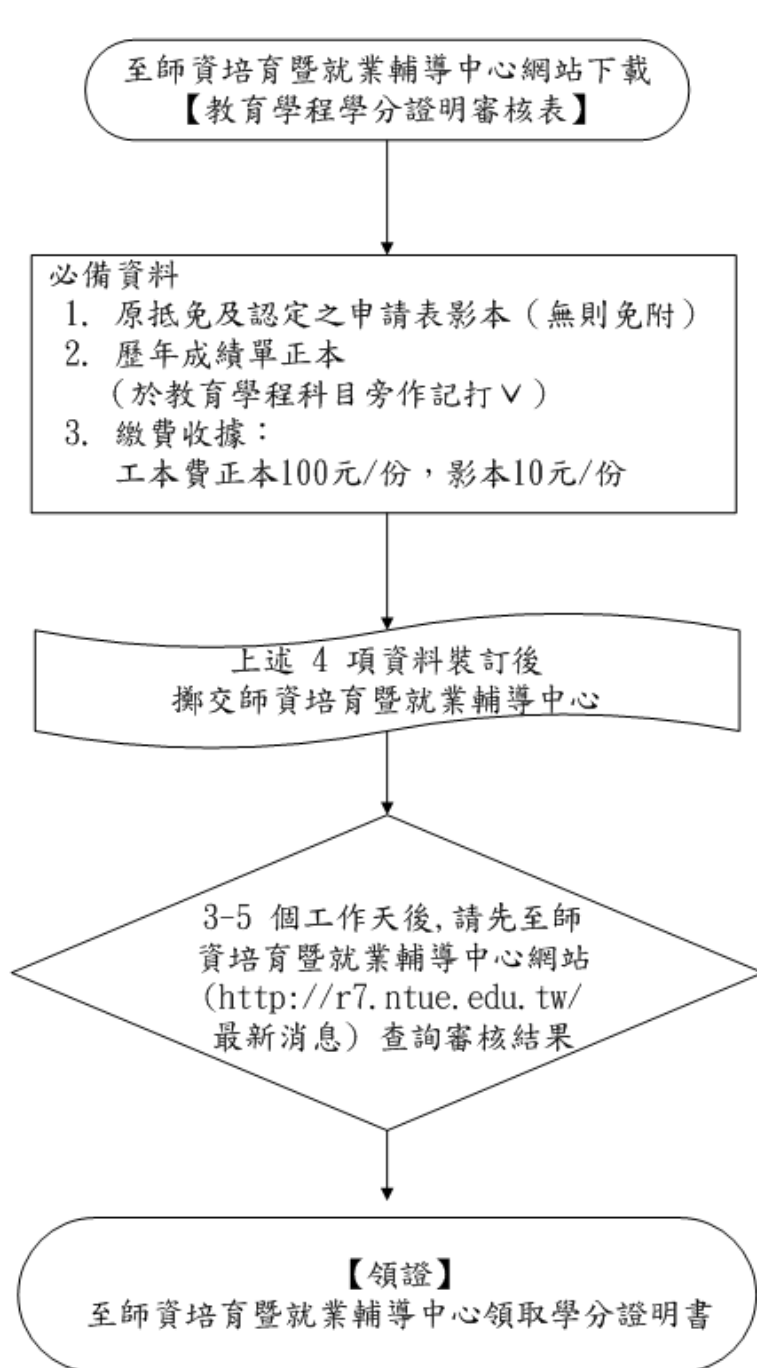 至師資培育暨就業輔導中心網站下載
【教育學程學分證明審核表】
必備資料
1. 原抵免及認定之申請表影本（無則免附）
2. 歷年成績單正本
（於教育學程科目旁作記打∨）
3. 繳費收據：
工本費正本100元/份，影本10元/份
上述 4 項資料裝訂後
擲交師資培育暨就業輔導中心
3-5 個工作天後,請先至師
資培育暨就業輔導中心網站
(http://r7.ntue.edu.tw/
最新消息) 查詢審核結果
【領證】
至師資培育暨就業輔導中心領取學分證明書